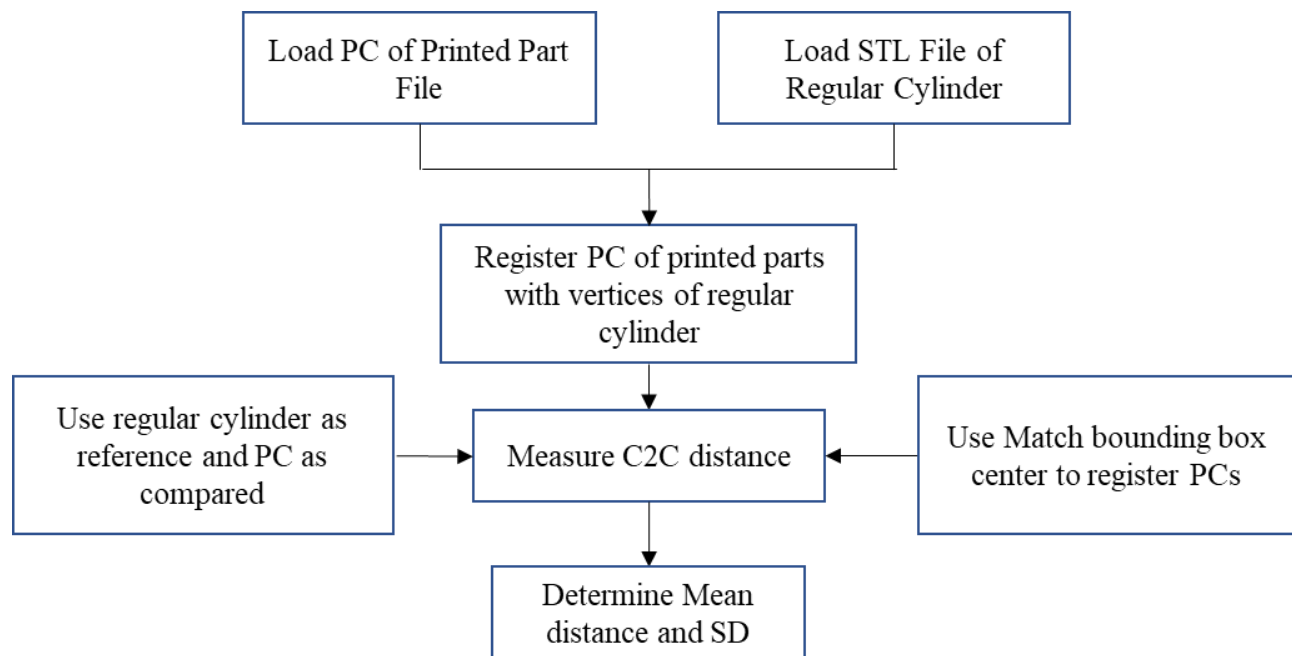 Load PC of Printed Part
File
Load STL File of
Regular Cylinder
Register PC of printed parts
with vertices of regular
cylinder
Use regular cylinder as
reference and PC as
compared
Measure C2C distance
Use Match bounding box
center to register PCs
Determine Mean
distance and SD